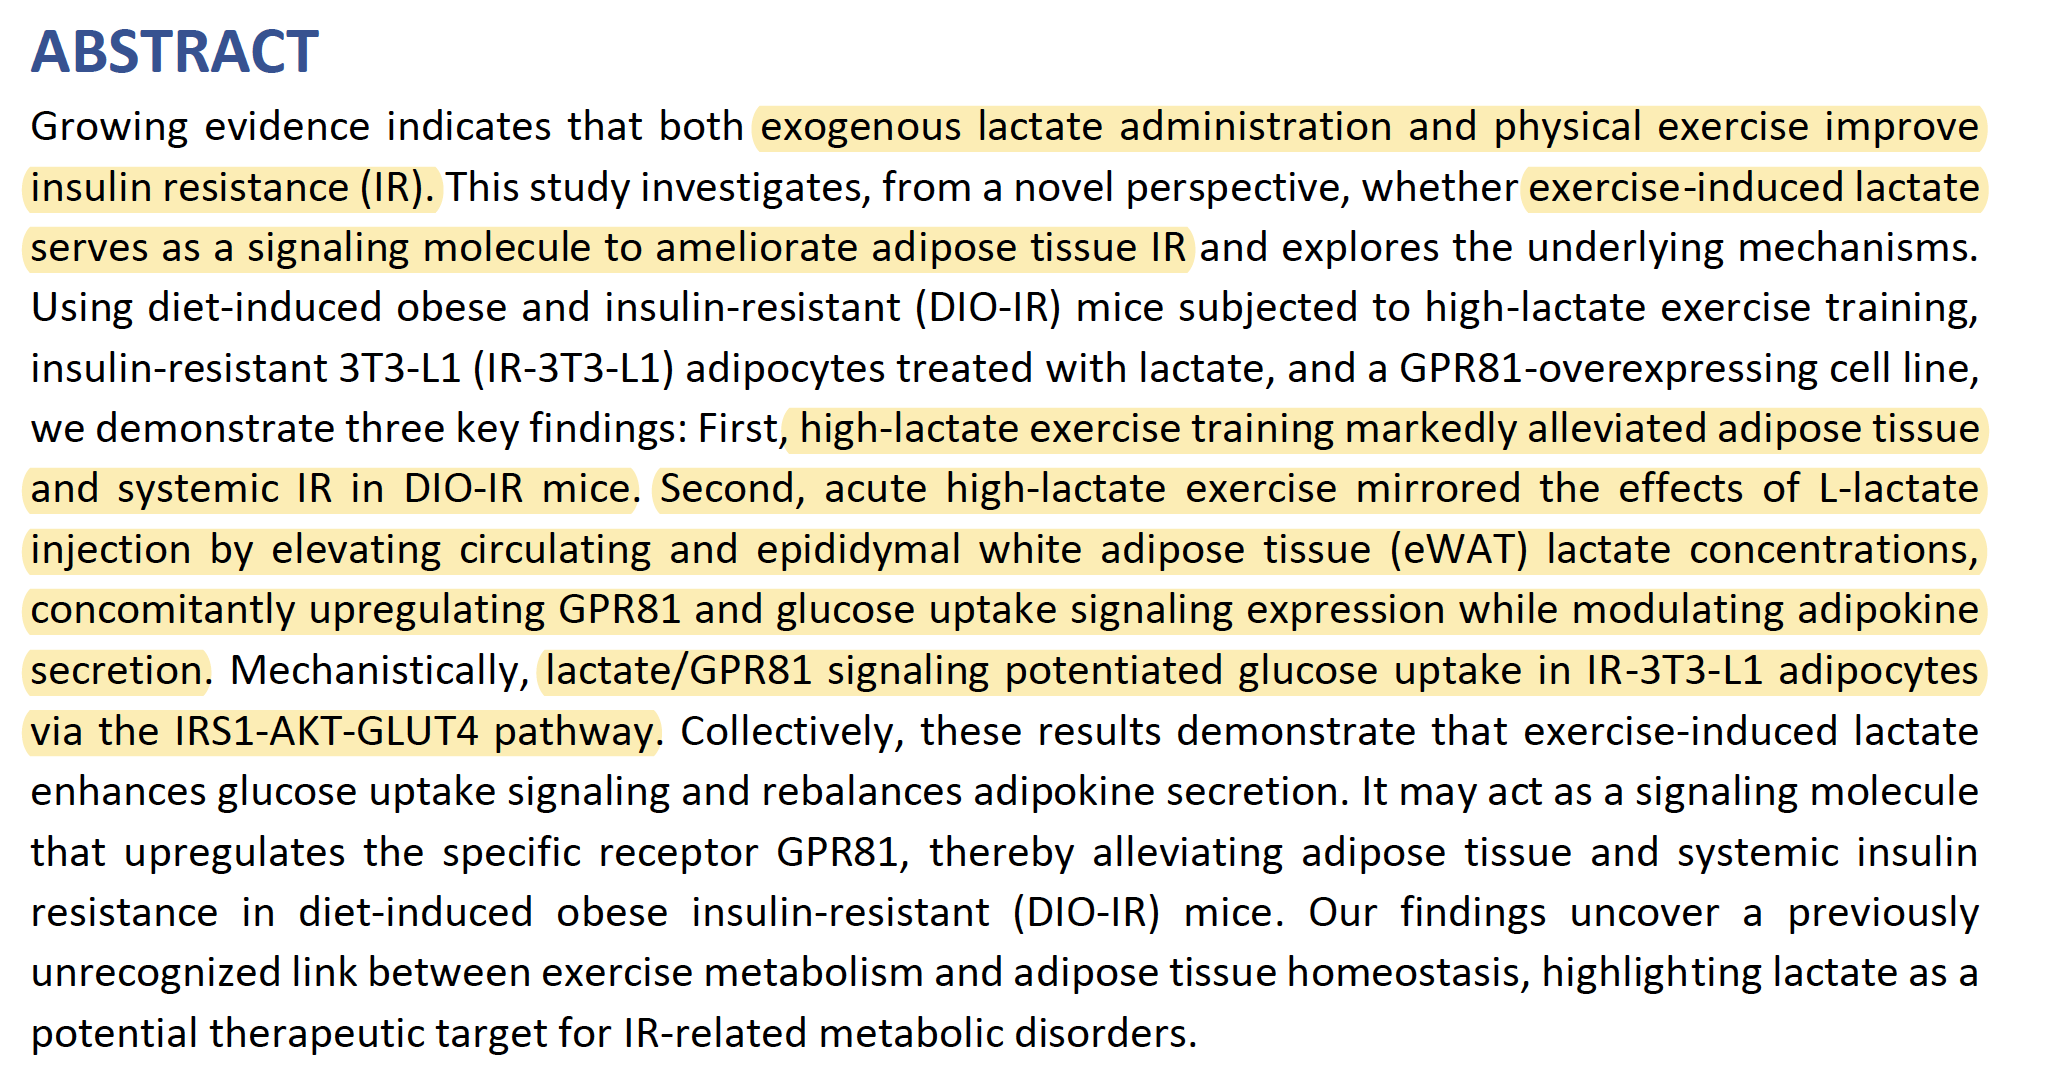 ABSTRACT
Growing evidence indicates that both exogenous lactate administration and physical exercise improve
insulin resistance (IR). This study investigates, from a novel perspective, whether exercise-induced lactate
serves as a signaling molecule to ameliorate adipose tissue IR and explores the underlying mechanisms.
Using diet-induced obese and insulin-resistant (DIO-IR) mice subjected to high-lactate exercise training,
insulin-resistant 3T3-L1 (IR-3T3-L1) adipocytes treated with lactate, and a GPR81-overexpressing cell line,
we demonstrate three key findings: First, high-lactate exercise training markedly alleviated adipose tissue
and systemic IR in DIO-IR mice. Second, acute high-lactate exercise mirrored the effects of L-lactate
injection by elevating circulating and epididymal white adipose tissue (eWAT) lactate concentrations,
concomitantly upregulating GPR81 and glucose uptake signaling expression while modulating adipokine
secretion. Mechanistically, lactate/GPR81 signaling potentiated glucose uptake in IR-3T3-L1 adipocytes
via the IRS1-AKT-GLUT4 pathway. Collectively, these results demonstrate that exercise-induced lactate
enhances glucose uptake signaling and rebalances adipokine secretion. It may act as a signaling molecule
that upregulates the specific receptor GPR81, thereby alleviating adipose tissue and systemic insulin
resistance in diet-induced obese insulin-resistant (DIO-IR) mice. Our findings uncover a previously
unrecognized link between exercise metabolism and adipose tissue homeostasis, highlighting lactate as a
potential therapeutic target for IR-related metabolic disorders.